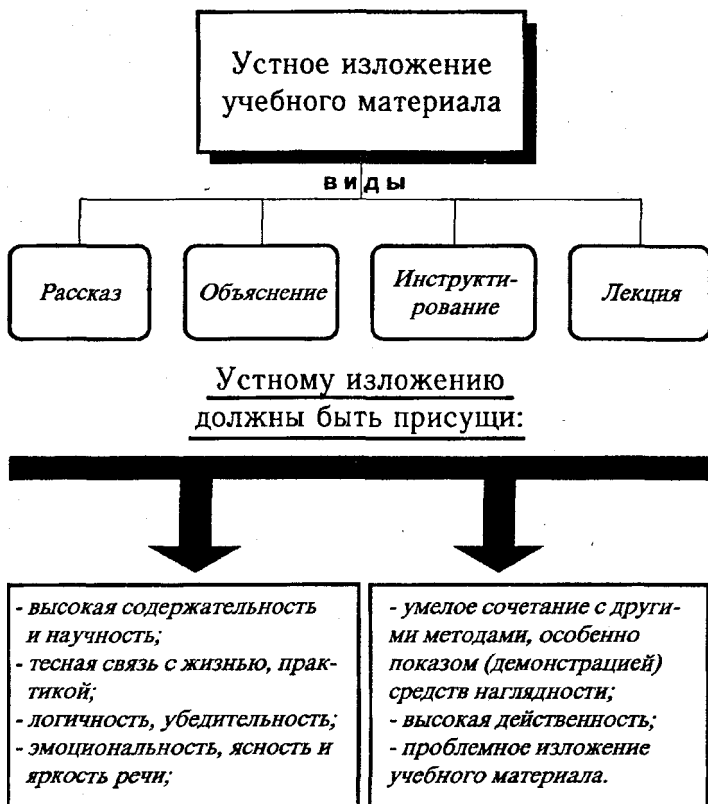 Устное изложение
учебного материала
виды
Рассказ
Объяснение
Инструкти-
рование
Лекция
Устному изложению
должны быть присущи:
- высокая содержательность
и научность;
- тесная связь с жизнью, прак-
тикой;
- логичность, убедительность;
- эмоциональность, ясность и
яркость речи;
- умелое сочетание с други-
ми методами, особенно
показом (демонстрацией)
средств наглядности;
- высокая действенность;
- проблемное изложение
учебного материала.